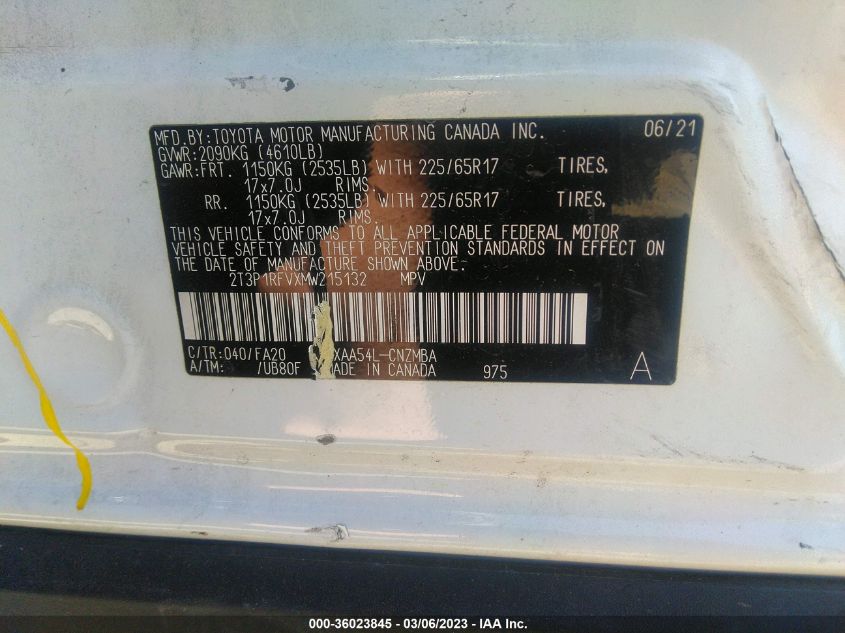 MFD. BY: TOYOTA MOTOR MANUFACTURING CANADA INC. 06/21
GVWR: 2090KG (4610LB)
GAWR: FRT. 1150KG (2535LB) WITH 225/65R17 TIRES,
17x7.0J RIMS.
RR. 1150KG (2535LB) WITH 225/65R17 TIRES,
17x7.0J RIMS.
THIS VEHICLE CONFORMS TO ALL APPLICABLE FEDERAL MOTOR
VEHICLE SAFETY AND THEFT PREVENTION STANDARDS IN EFFECT ON
THE DATE OF MANUFACTURE SHOWN ABOVE.
2T3P1RFVXMW215132 MPV
C/TR: 040/FA20 XAA54L-CNZMBA
A/TM: /UB80F MADE IN CANADA 975 A
000-36023845 — 03/06/2023 — IAA Inc.